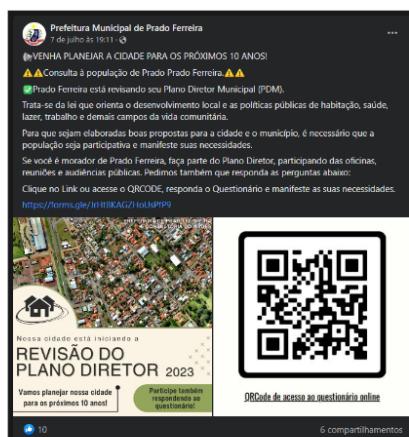 Prefeitura Municipal de Prado Ferreira
7 de julho às 19:11 ·
VENHA PLANEJAR A CIDADE PARA OS PRÓXIMOS 10 ANOS!
Consulta à população de Prado Prado Ferreira.
Prado Ferreira está revisando seu Plano Diretor Municipal (PDM).
Trata-se da lei que orienta o desenvolvimento local e as políticas públicas de habitação, saúde,
lazer, trabalho e demais campos da vida comunitária.
Para que sejam elaboradas boas propostas para a cidade e o município, é necessário que a
população seja participativa e manifeste suas necessidades.
Se você é morador de Prado Ferreira, faça parte do Plano Diretor, participando das oficinas,
reuniões e audiências públicas. Pedimos também que responda as perguntas abaixo:
Clique no Link ou acesse o QRCODE, responda o Questionário e manifeste as suas necessidades.
Nossa cidade está iniciando a
REVISÃO DO
PLANO DIRETOR 2023
Vamos planejar nossa cidade
para os próximos 10 anos!
Participe também
respondendo ao
questionário!
QRCode de acesso ao questionário online
10
6 compartilhamentos